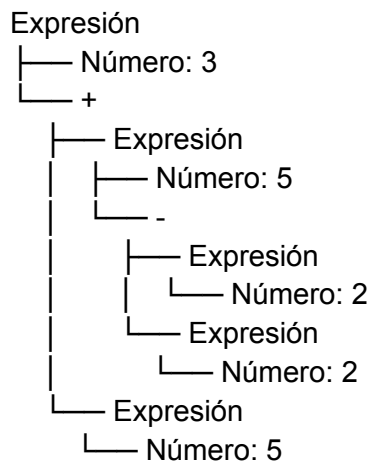 Expresión
├── Número: 3
└── +
├── Expresión
│ ├── Número: 5
│ └── -
│ ├── Expresión
│ │ └── Número: 2
│ └── Expresión
│ └── Número: 2
└── Expresión
└── Número: 5